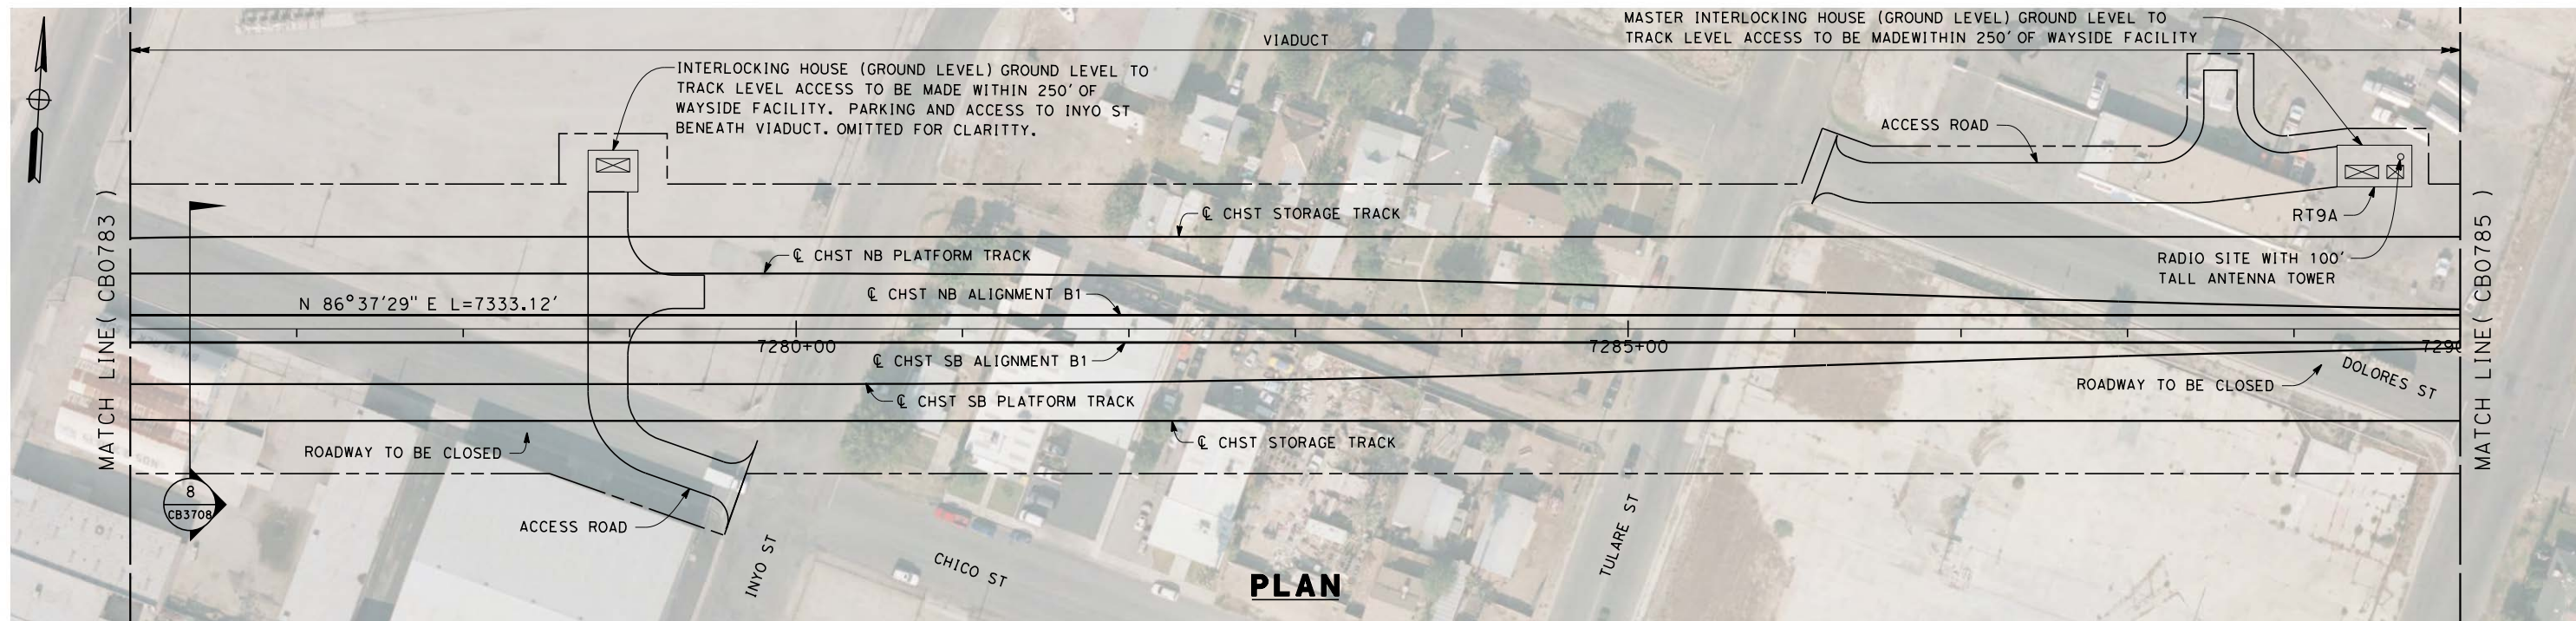 MASTER INTERLOCKING HOUSE (GROUND LEVEL) GROUND LEVEL TO
TRACK LEVEL ACCESS TO BE MADEWITHIN 250' OF WAYSIDE FACILITY
VIADUCT
INTERLOCKING HOUSE (GROUND LEVEL) GROUND LEVEL TO
TRACK LEVEL ACCESS TO BE MADE WITHIN 250' OF
WAYSIDE FACILITY. PARKING AND ACCESS TO INYO ST
BENEATH VIADUCT. OMITTED FOR CLARITTY.
ACCESS ROAD
MATCH LINE( CB0783 )
℄ CHST STORAGE TRACK
RT9A
℄ CHST NB PLATFORM TRACK
RADIO SITE WITH 100'
TALL ANTENNA TOWER
N 86°37'29" E L=7333.12'
℄ CHST NB ALIGNMENT B1
7280+00
7285+00
7290
℄ CHST SB ALIGNMENT B1
DOLORES ST
ROADWAY TO BE CLOSED
℄ CHST SB PLATFORM TRACK
MATCH LINE( CB0785 )
℄ CHST STORAGE TRACK
ROADWAY TO BE CLOSED
8
CB3708
ACCESS ROAD
INYO ST
CHICO ST
TULARE ST
PLAN